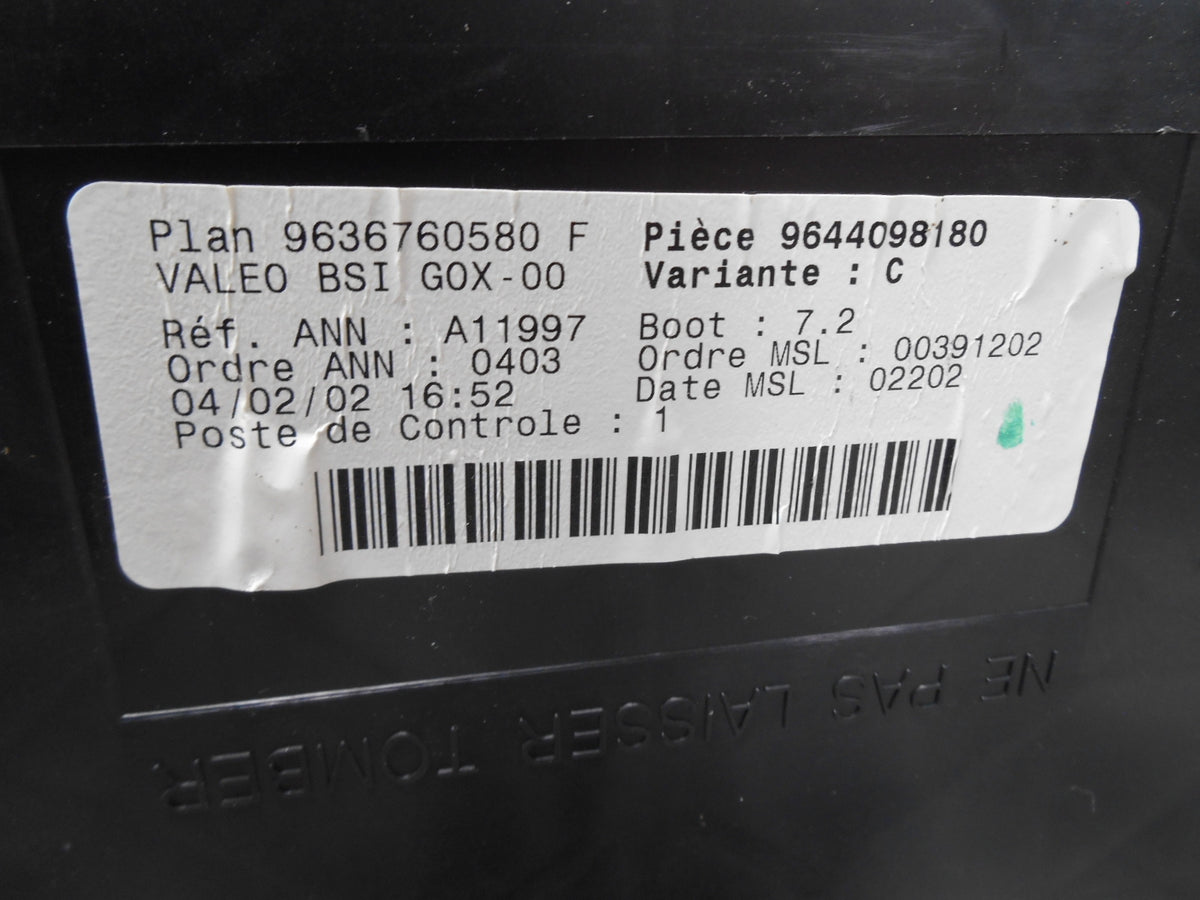 Plan 9636760580 F Pièce 9644098180
VALEO BSI GOX-00 Variante : C
Réf. ANN : A11997 Boot : 7.2
Ordre ANN : 0403 Ordre MSL : 00391202
04/02/02 16:52 Date MSL : 02202
Poste de Controle : 1
NE PAS LAISSER TOMBER